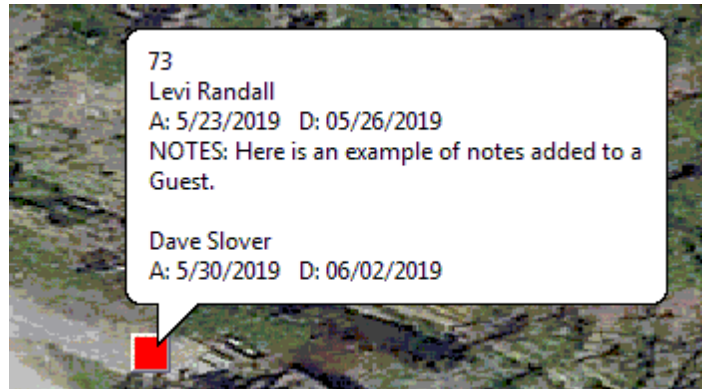 73
Levi Randall
A: 5/23/2019   D: 05/26/2019
NOTES: Here is an example of notes added to a
Guest.
Dave Slover
A: 5/30/2019   D: 06/02/2019